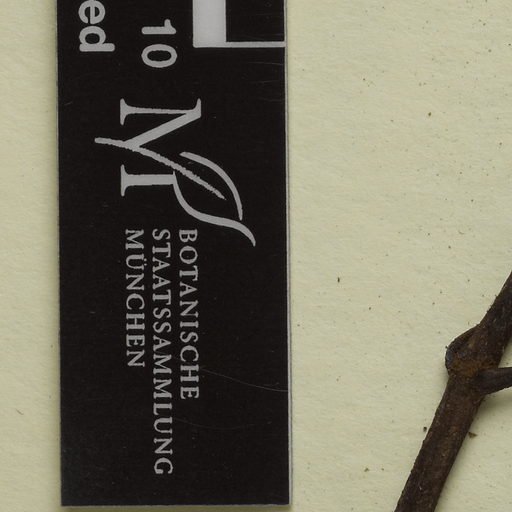 ed
10
M
BOTANISCHE
STAATSSAMMLUNG
MÜNCHEN